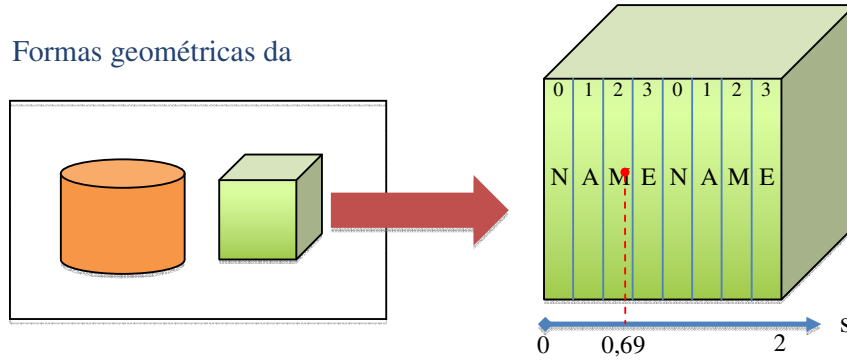 Formas geométricas da
0 1 2 3 0 1 2 3
N A M E N A M E
s
0 0,69 2